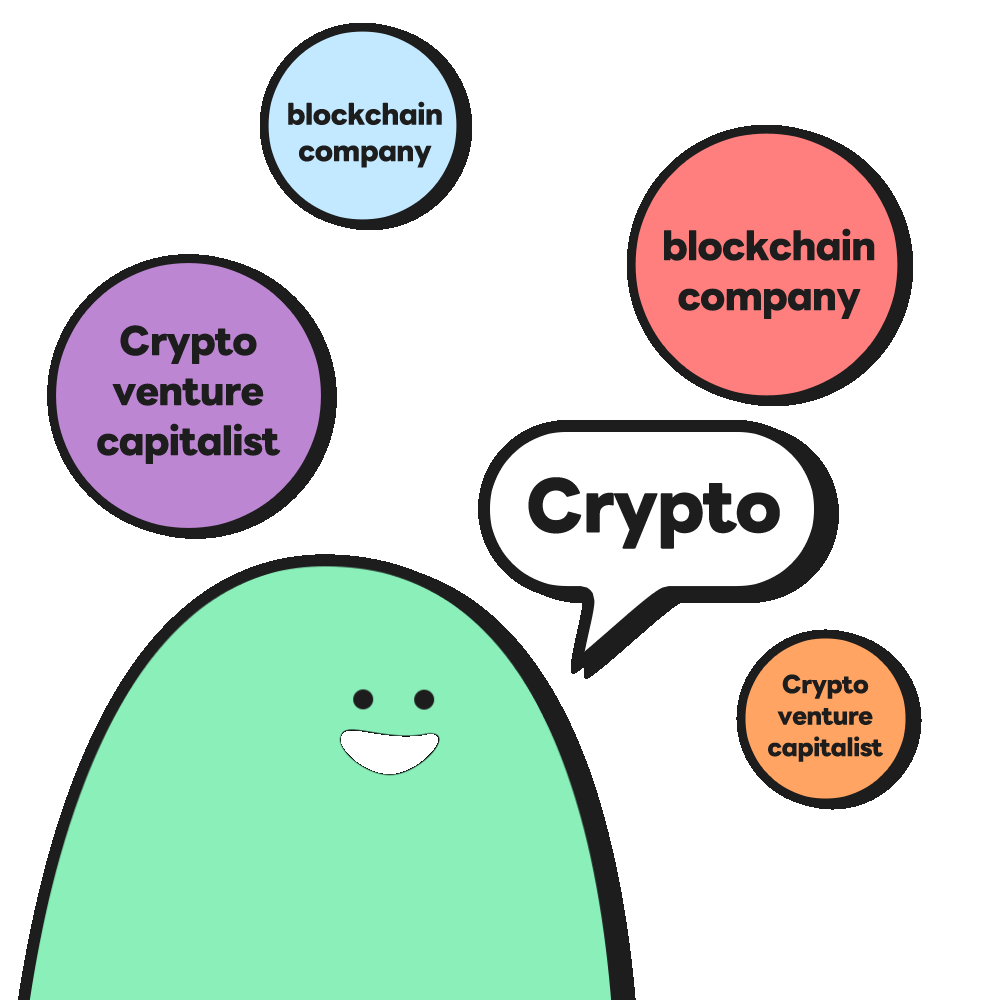 blockchain
company
blockchain
company
Crypto
venture
capitalist
Crypto
Crypto
venture
capitalist